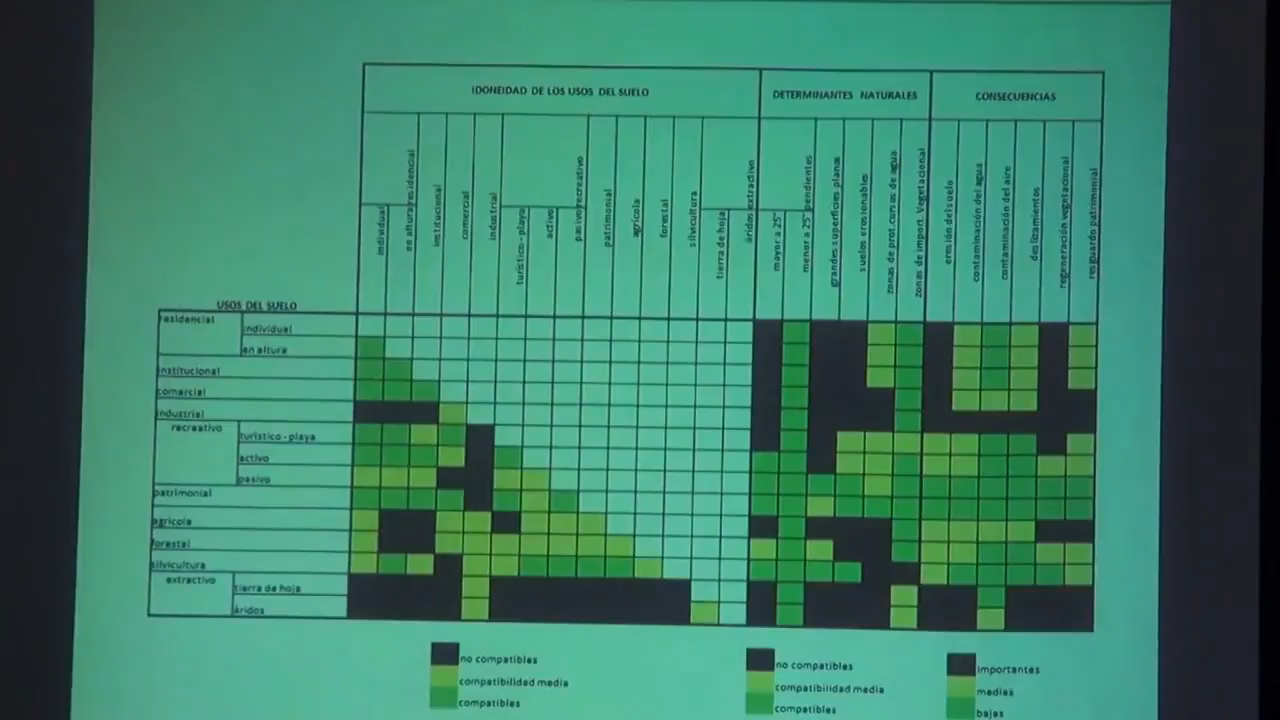 IDONEIDAD DE LOS USOS DEL SUELO
DETERMINANTES NATURALES
CONSECUENCIAS
individual
en altura
residencial
institucional
comercial
industrial
turistico - playa
activo
pasivo
recreativo
patrimonial
agrícola
forestal
silvicultura
tierra de hoja
áridos
extractivo
mayor a 25
menor a 25
pendientes
grandes superficies planas
suelos erosionables
zonas de prot.cursos de agua
zonas de import. Vegetacional
erosión del suelo
contaminación del agua
contaminación del aire
deslizamientos
regeneración vegetacional
resguardo patrimonial
USOS DEL SUELO
residencial
individual
en altura
institucional
comercial
industrial
recreativo
turistico - playa
activo
pasivo
patrimonial
agricola
forestal
silvicultura
extractivo
tierra de hoja
áridos
no compatibles
compatibilidad media
compatibles
no compatibles
compatibilidad media
compatibles
importantes
medias
bajas